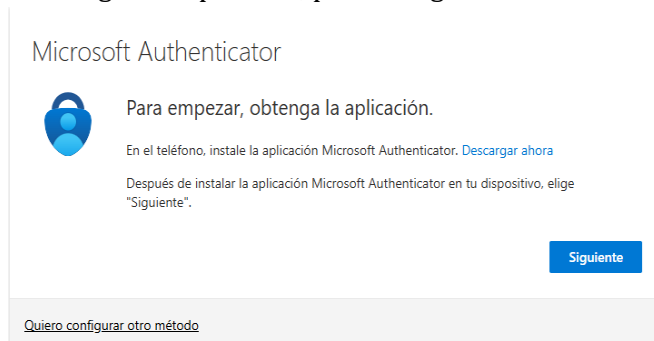 Microsoft Authenticator
Para empezar, obtenga la aplicación.
En el teléfono, instale la aplicación Microsoft Authenticator. Descargar ahora
Después de instalar la aplicación Microsoft Authenticator en tu dispositivo, elige
"Siguiente".
Siguiente
Quiero configurar otro método